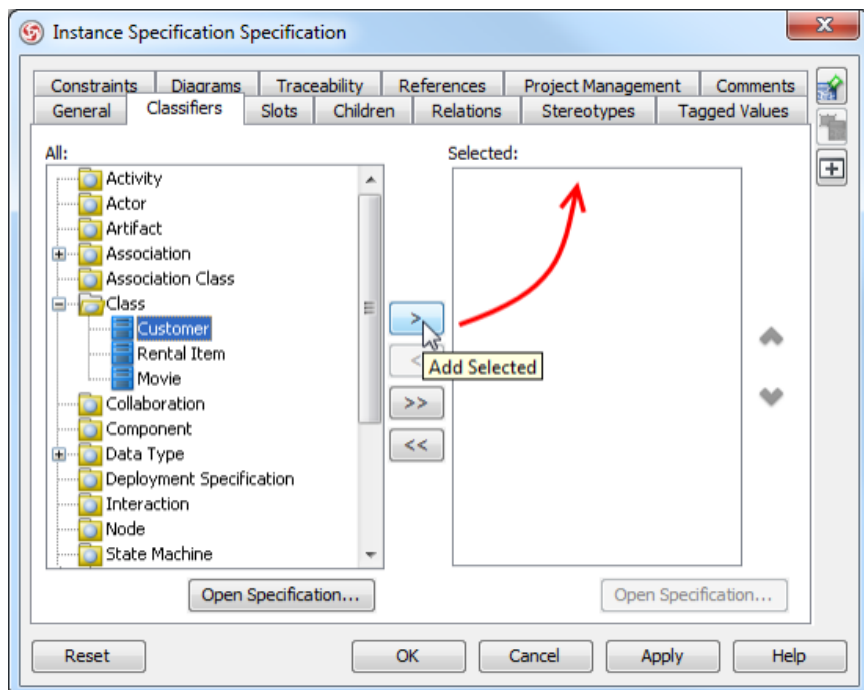 Instance Specification Specification
Constraints Diagrams Traceability References Project Management Comments
General Classifiers Slots Children Relations Stereotypes Tagged Values
All:
Selected:
Activity
Actor
Artifact
Association
Association Class
Class
Customer
>
Rental Item
<
Add Selected
Movie
Collaboration
>>
Component
<<
Data Type
Deployment Specification
Interaction
Node
State Machine
Open Specification...
Open Specification...
Reset OK Cancel Apply Help